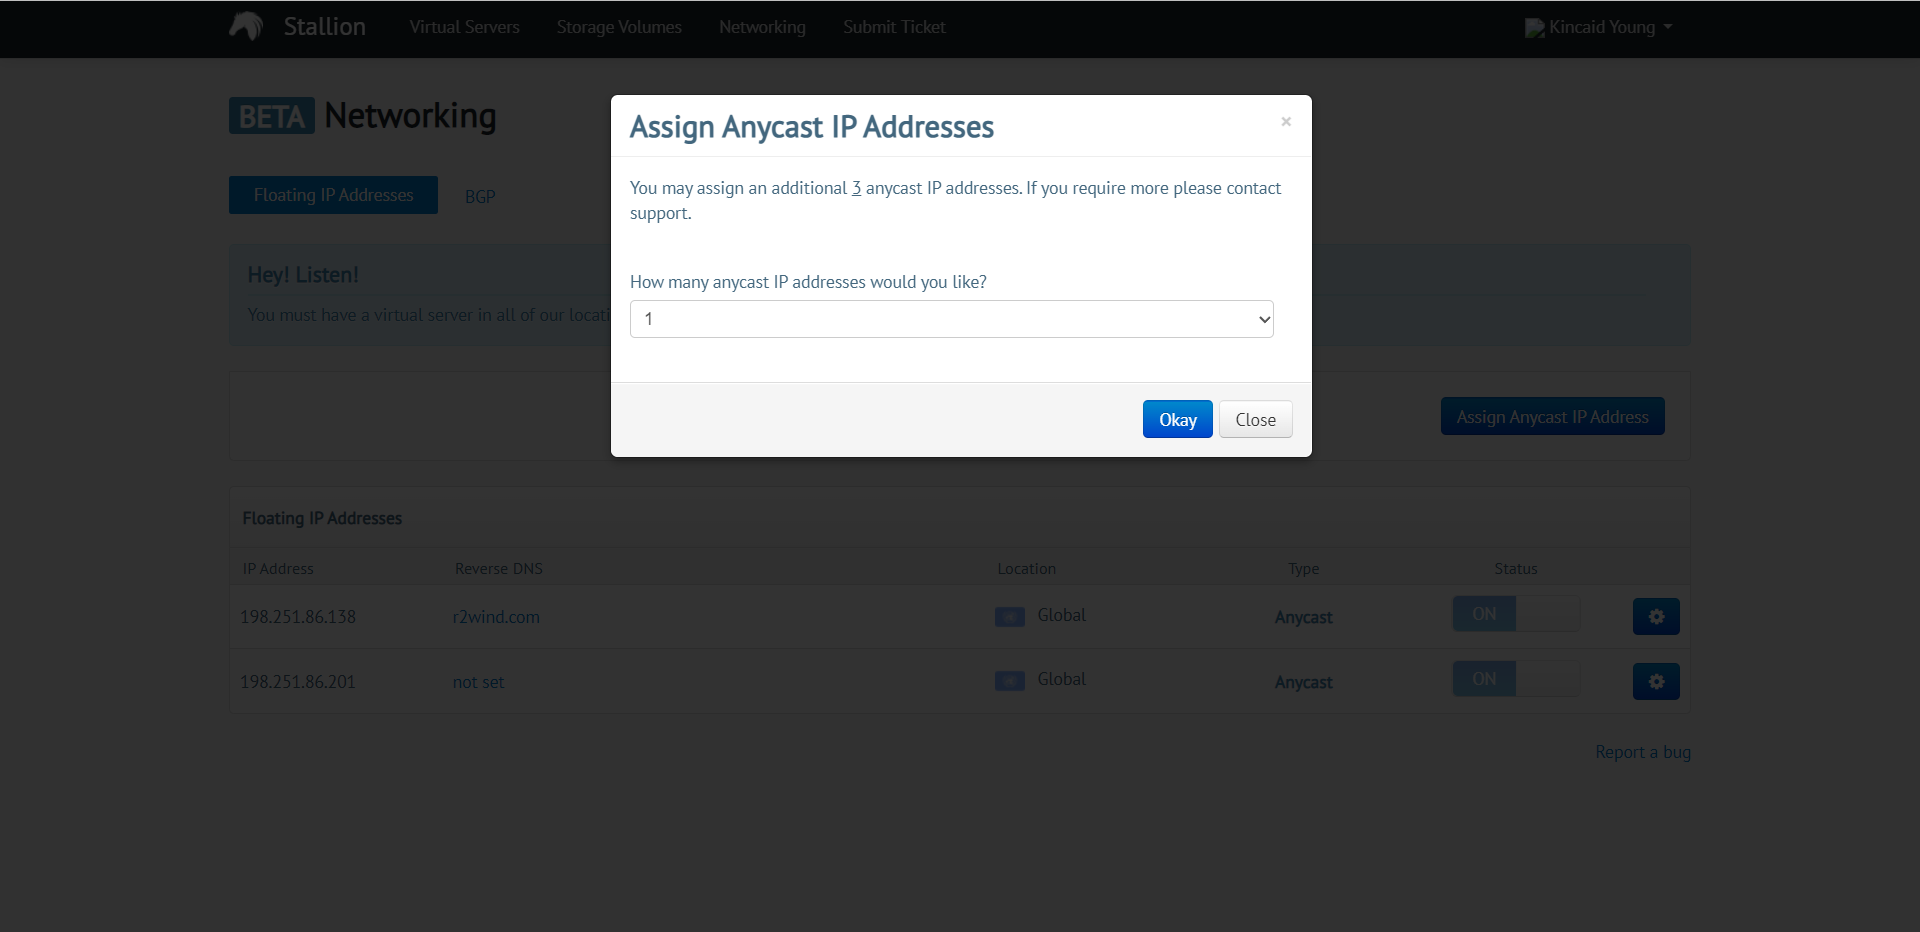 Stallion
Virtual Servers
Storage Volumes
Networking
Submit Ticket
Kincaid Young
BETA Networking
Floating IP Addresses
BGP
Hey! Listen!
You must have a virtual server in all of our locati
Assign Anycast IP Addresses
×
You may assign an additional 3 anycast IP addresses. If you require more please contact
support.
How many anycast IP addresses would you like?
1
Okay
Close
Assign Anycast IP Address
Floating IP Addresses
IP Address Reverse DNS Location Type Status
198.251.86.138 r2wind.com Global Anycast ON
198.251.86.201 not set Global Anycast ON
Report a bug